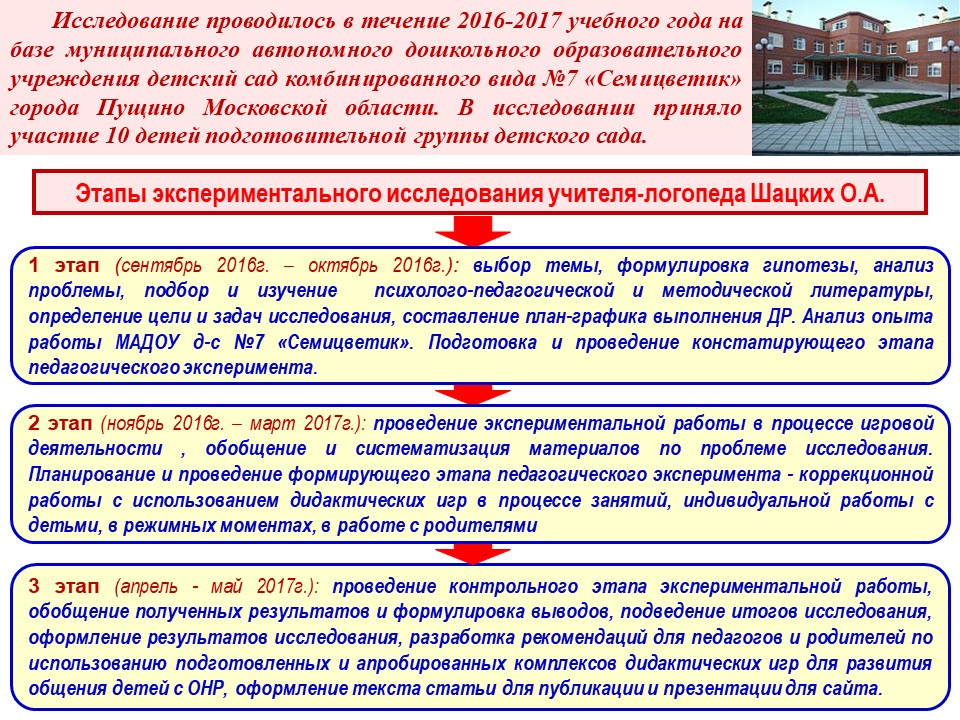 Исследование проводилось в течение 2016-2017 учебного года на
базе муниципального автономного дошкольного образовательного
учреждения детский сад комбинированного вида №7 «Семицветик»
города Пущино Московской области. В исследовании приняло
участие 10 детей подготовительной группы детского сада.
Этапы экспериментального исследования учителя-логопеда Шацких О.А.
1 этап (сентябрь 2016г. – октябрь 2016г.): выбор темы, формулировка гипотезы, анализ
проблемы, подбор и изучение психолого-педагогической и методической литературы,
определение цели и задач исследования, составление план-графика выполнения ДР. Анализ опыта
работы МАДОУ д-с №7 «Семицветик». Подготовка и проведение констатирующего этапа
педагогического эксперимента.
2 этап (ноябрь 2016г. – март 2017г.): проведение экспериментальной работы в процессе игровой
деятельности , обобщение и систематизация материалов по проблеме исследования.
Планирование и проведение формирующего этапа педагогического эксперимента - коррекционной
работы с использованием дидактических игр в процессе занятий, индивидуальной работы с
детьми, в режимных моментах, в работе с родителями
3 этап (апрель - май 2017г.): проведение контрольного этапа экспериментальной работы,
обобщение полученных результатов и формулировка выводов, подведение итогов исследования,
оформление результатов исследования, разработка рекомендаций для педагогов и родителей по
использованию подготовленных и апробированных комплексов дидактических игр для развития
общения детей с ОНР, оформление текста статьи для публикации и презентации для сайта.